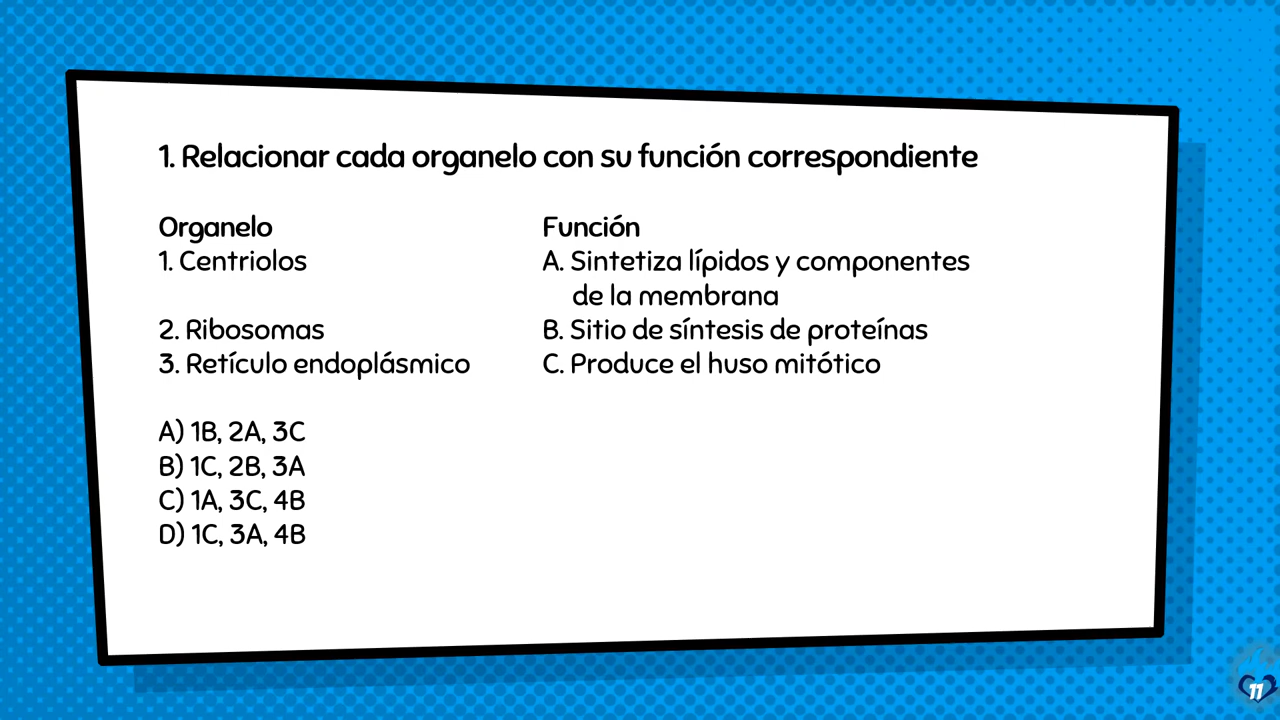 1. Relacionar cada organelo con su función correspondiente
Organelo Función
1. Centriolos A. Sintetiza lípidos y componentes
de la membrana
2. Ribosomas B. Sitio de síntesis de proteínas
3. Retículo endoplásmico C. Produce el huso mitótico
A) 1B, 2A, 3C
B) 1C, 2B, 3A
C) 1A, 3C, 4B
D) 1C, 3A, 4B
11